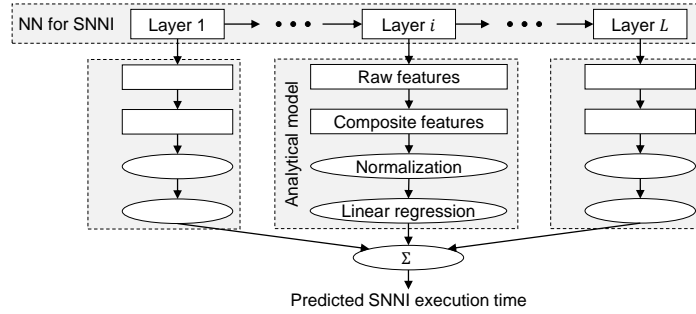 NN for SNNI
Layer 1
Layer i
Layer L
Analytical model
Raw features
Composite features
Normalization
Linear regression
Σ
Predicted SNNI execution time